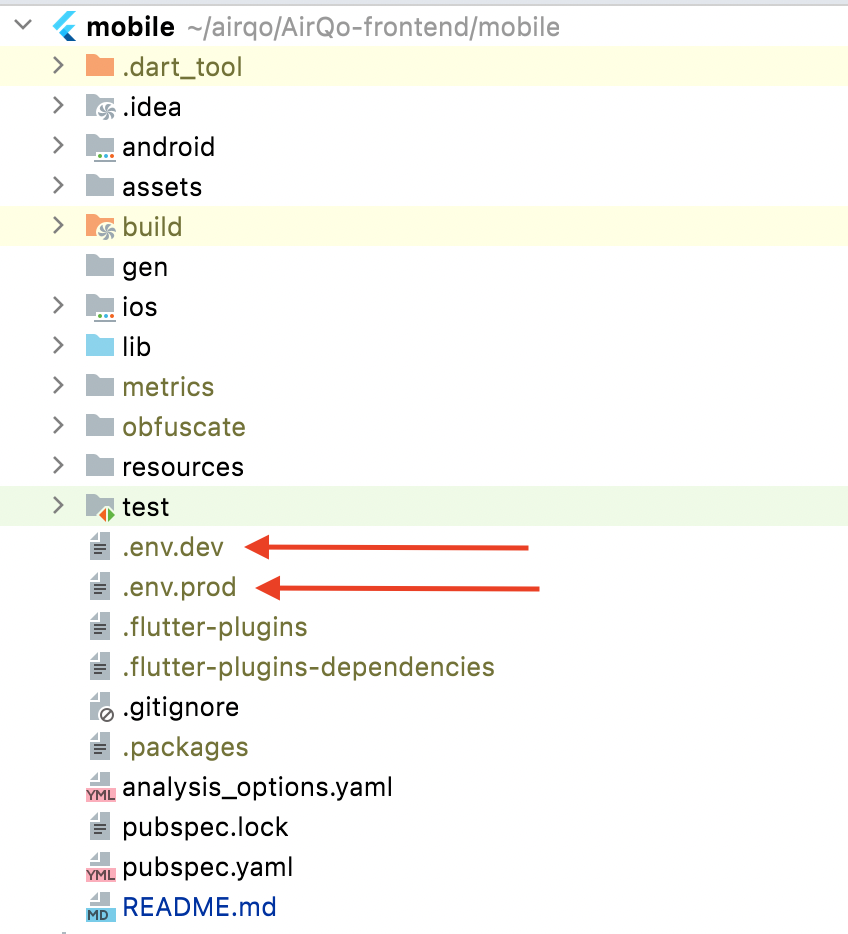 mobile ~/airqo/AirQo-frontend/mobile
.dart_tool
.idea
android
assets
build
gen
ios
lib
metrics
obfuscate
resources
test
.env.dev
.env.prod
.flutter-plugins
.flutter-plugins-dependencies
.gitignore
.packages
YML analysis_options.yaml
pubspec.lock
YML pubspec.yaml
MD README.md